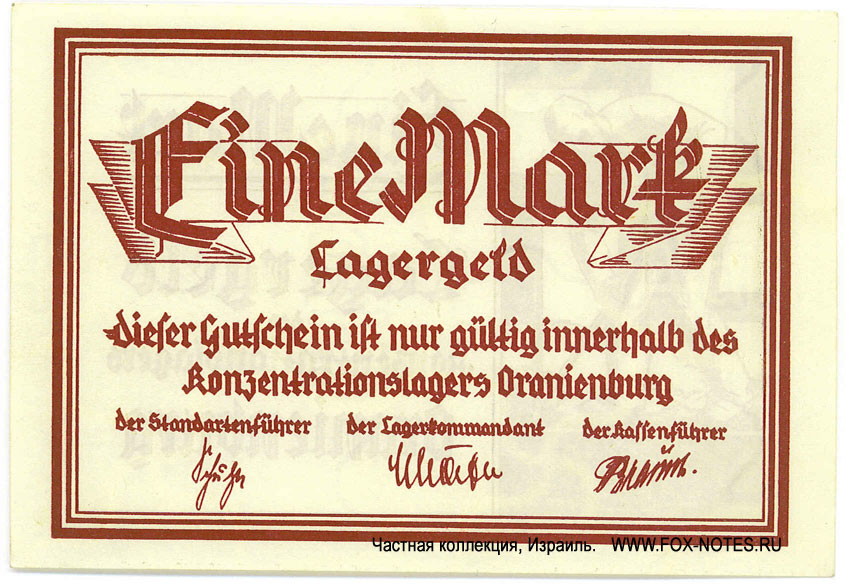 Eine Mark
Lagergeld
Dieser Gutschein ist nur gültig innerhalb des
Konzentrationslagers Oranienburg
der Standartenführer der Lagerkommandant der Kassenführer
Частная коллекция, Израиль. WWW.FOX-NOTES.RU